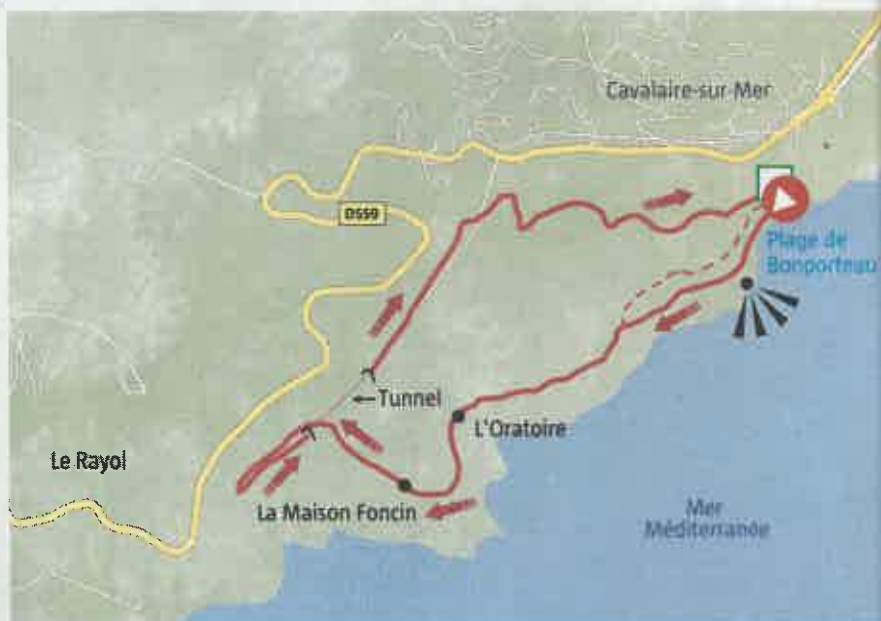 Cavalaire-sur-Mer
D559
Plage de
Bonporteau
Tunnel
L'Oratoire
Le Rayol
La Maison Foncin
Mer
Méditerranée